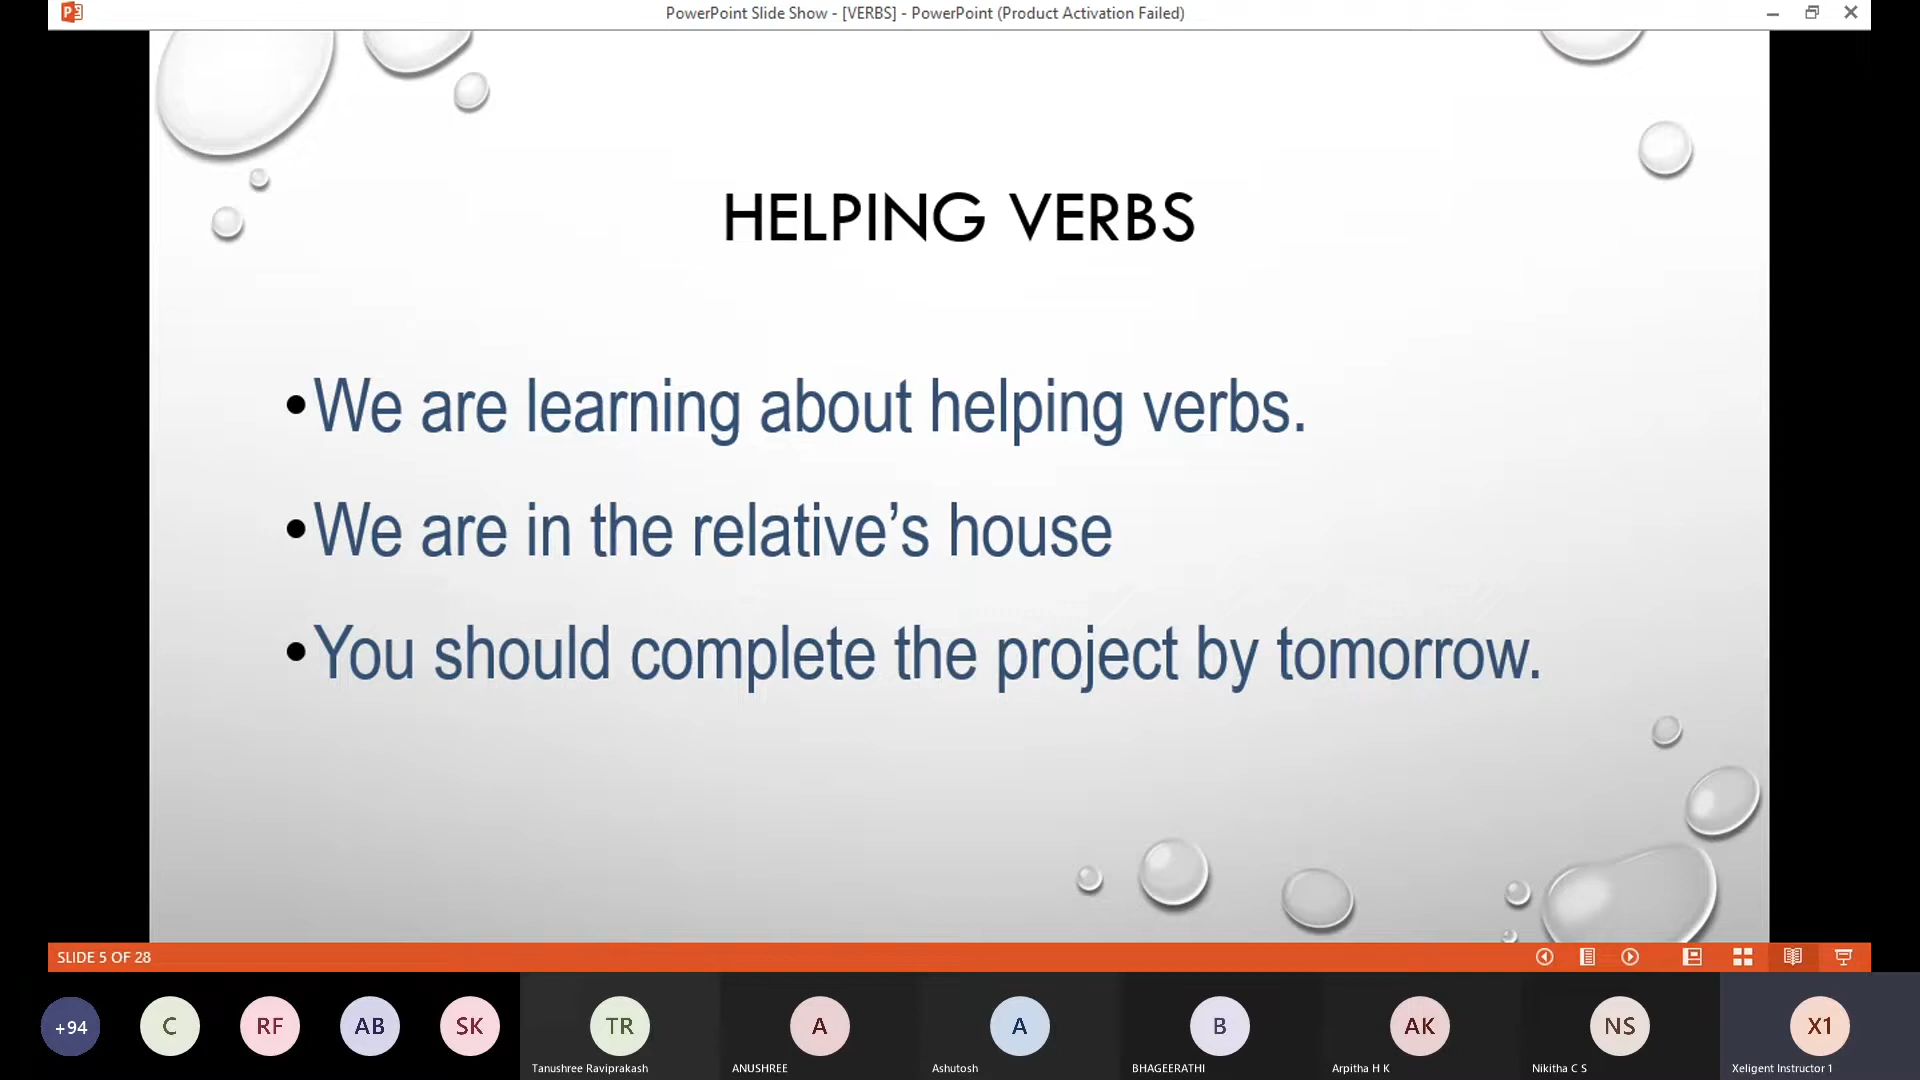 PowerPoint Slide Show - [VERBS] - PowerPoint (Product Activation Failed)
HELPING VERBS
•We are learning about helping verbs.
•We are in the relative’s house
•You should complete the project by tomorrow.
SLIDE 5 OF 28
+94 C RF AB SK TR A A B AK NS X1
Tanushree Raviprakash ANUSHREE Ashutosh BHAGEERATHI Arpitha H K Nikitha C S Xeligent Instructor 1